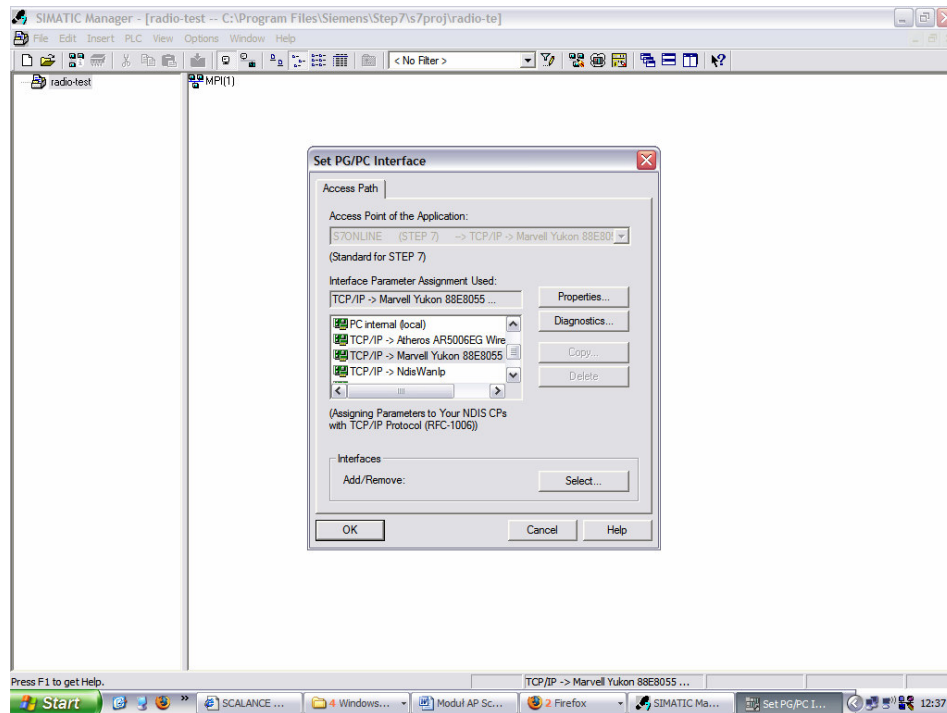 SIMATIC Manager - [radio-test -- C:\Program Files\Siemens\Step7\s7proj\radio-te]
File Edit Insert PLC View Options Window Help
< No Filter >
radio-test
MPI(1)
Set PG/PC Interface
Access Path
Access Point of the Application:
S7ONLINE (STEP 7) --> TCP/IP -> Marvell Yukon 88E80
(Standard for STEP 7)
Interface Parameter Assignment Used:
TCP/IP -> Marvell Yukon 88E8055 ...
Properties...
PC internal (local)
Diagnostics...
TCP/IP -> Atheros AR5006EG Wire
TCP/IP -> Marvell Yukon 88E8055
Copy...
TCP/IP -> NdisWanIp
Delete
(Assigning Parameters to Your NDIS CPs
with TCP/IP Protocol (RFC-1006))
Interfaces
Add/Remove:
Select...
OK
Cancel
Help
Press F1 to get Help.
TCP/IP -> Marvell Yukon 88E8055 ...
Start
SCALANCE ...
4 Windows...
Moduł AP Sc...
2 Firefox
SIMATIC Ma...
Set PG/PC I...
12:37